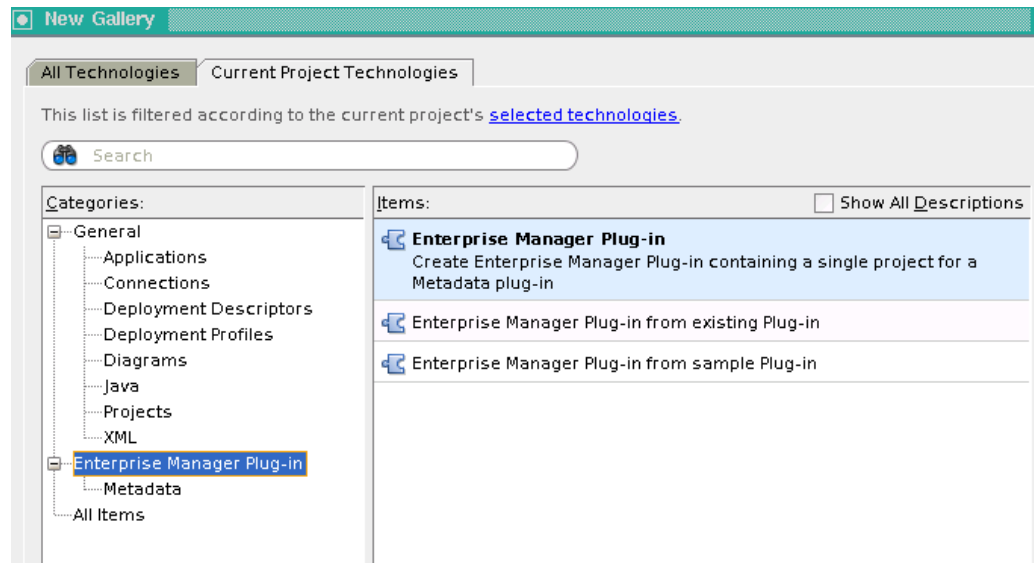 New Gallery
All Technologies
Current Project Technologies
This list is filtered according to the current project's selected technologies.
Search
Categories:
General
Applications
Connections
Deployment Descriptors
Deployment Profiles
Diagrams
Java
Projects
XML
Enterprise Manager Plug-in
Metadata
All Items
Items:
Show All Descriptions
Enterprise Manager Plug-in
Create Enterprise Manager Plug-in containing a single project for a
Metadata plug-in
Enterprise Manager Plug-in from existing Plug-in
Enterprise Manager Plug-in from sample Plug-in